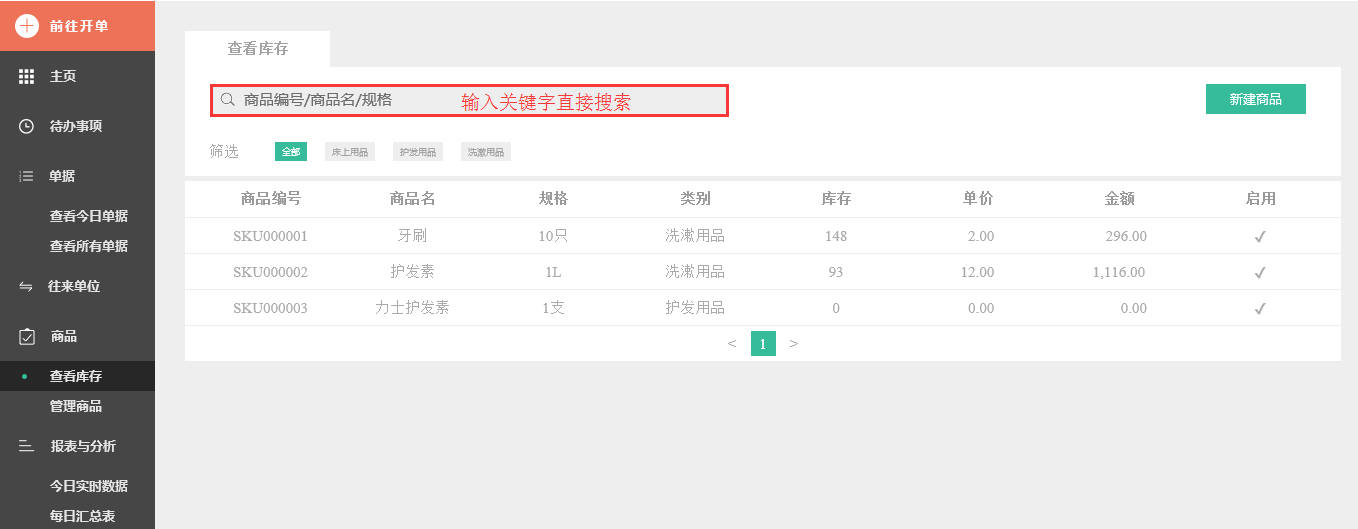 前往开单
主页
待办事项
单据
查看今日单据
查看所有单据
往来单位
商品
查看库存
管理商品
报表与分析
今日实时数据
每日汇总表
查看库存
商品编号/商品名/规格 输入关键字直接搜索
新建商品
筛选 全部 床上用品 护发用品 洗漱用品
商品编号 商品名 规格 类别 库存 单价 金额 启用
SKU000001 牙刷 10只 洗漱用品 148 2.00 296.00 ✓
SKU000002 护发素 1L 洗漱用品 93 12.00 1,116.00 ✓
SKU000003 力士护发素 1支 护发用品 0 0.00 0.00 ✓
< 1 >